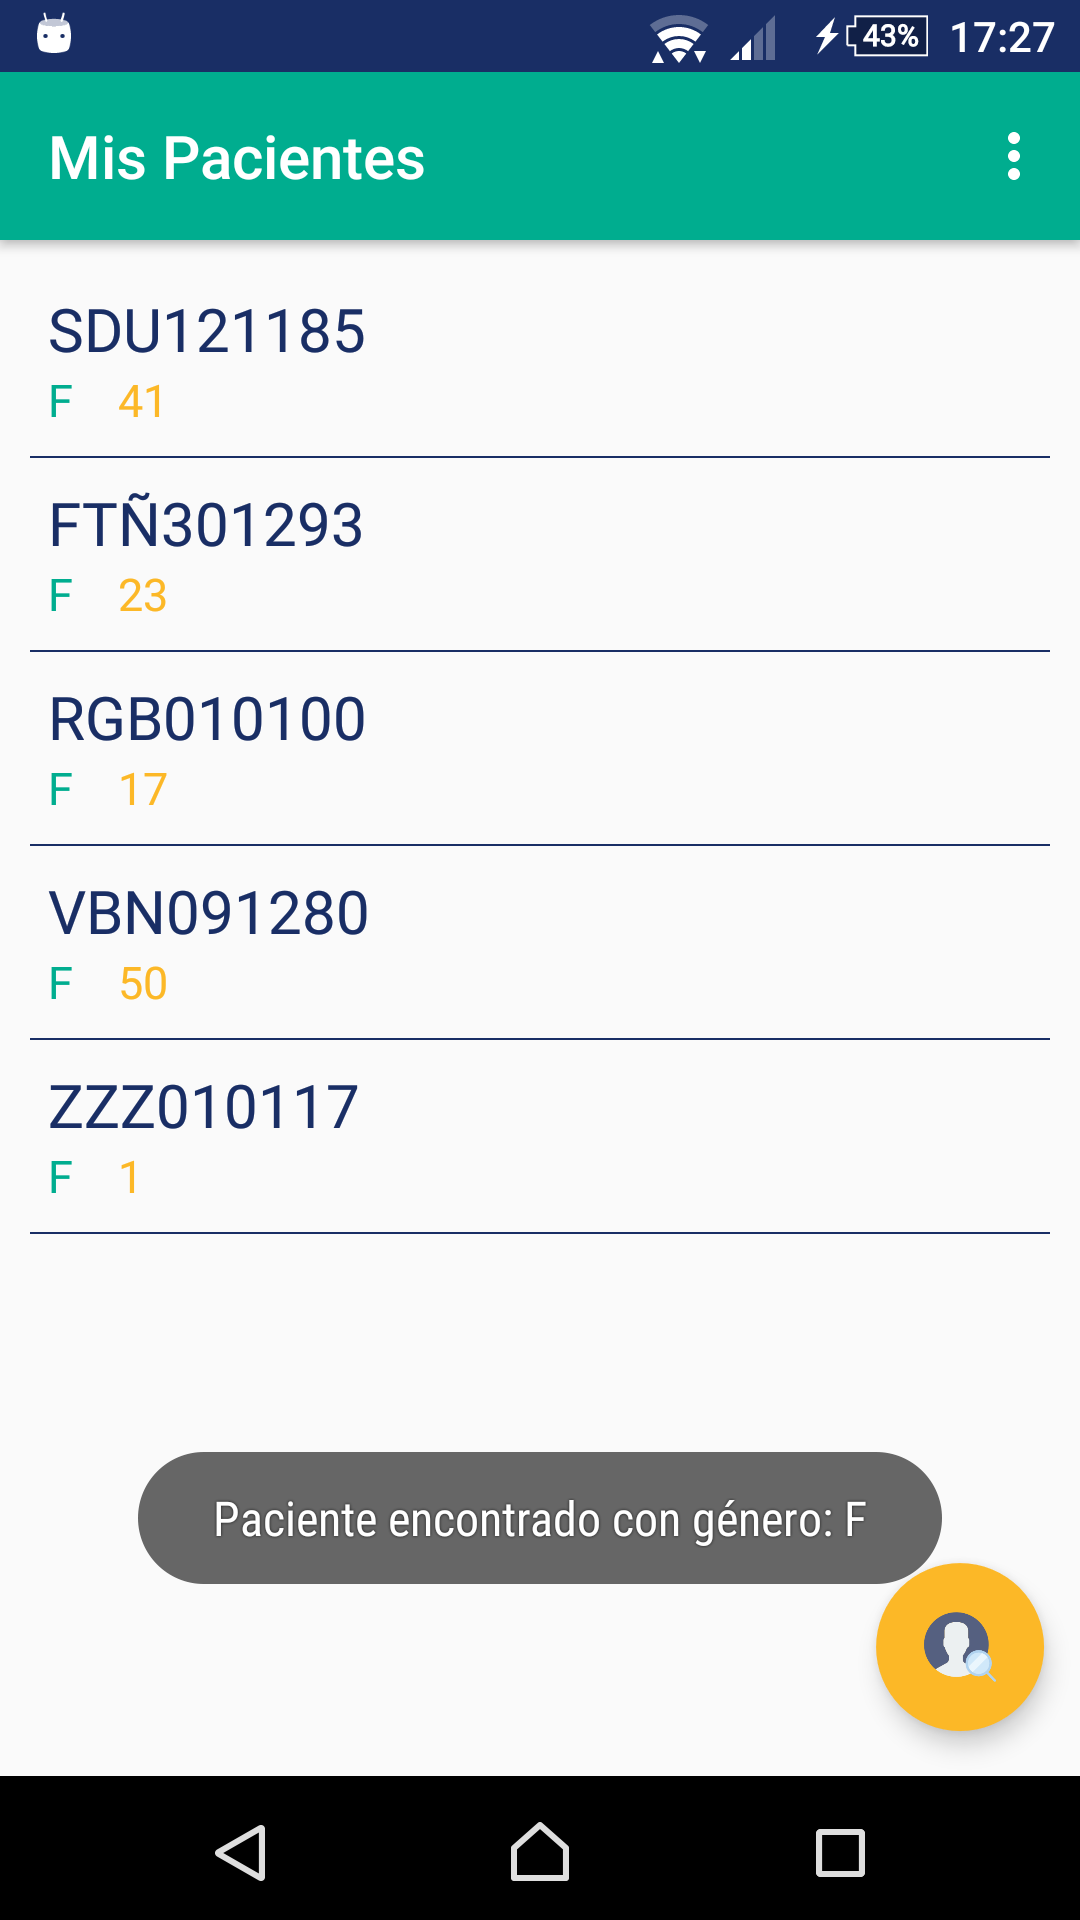 43% 17:27
Mis Pacientes
SDU121185
F 41
FTÑ301293
F 23
RGB010100
F 17
VBN091280
F 50
ZZZ010117
F 1
Paciente encontrado con género: F